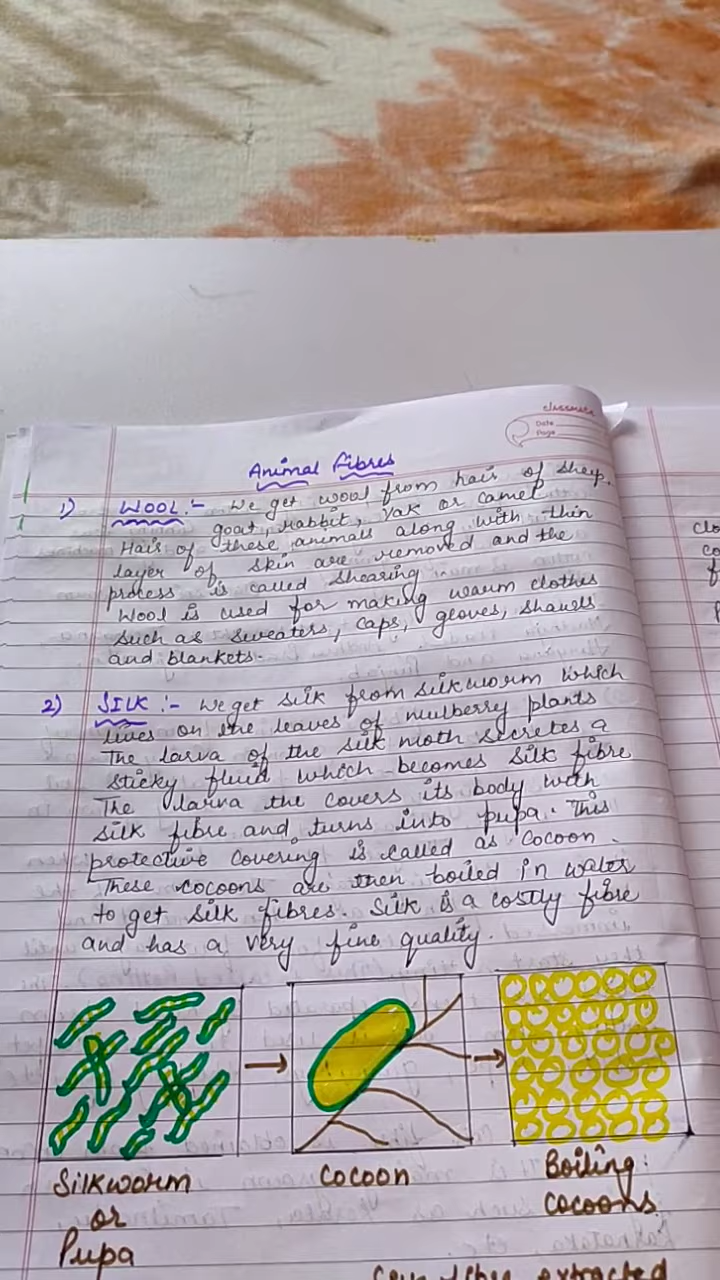 classmate
Date
Page
Animal Fibres
1) WOOL :- We get wool from hair of sheep.
goat, rabbit, yak or camel
Hair of these animals along with thin
layer of skin are removed and the
process is called shearing
Wool is used for making warm clothes
such as sweaters, caps, gloves, shawls
and blankets.
2) SILK :- We get silk from silkworm which
lives on the leaves of mulberry plants
The larva of the silk moth secretes a
sticky fluid which becomes silk fibre
The larva the covers its body with
silk fibre and turns into pupa. This
protective covering is called as cocoon.
These cocoons are then boiled in water
to get silk fibres. Silk is a costly fibre
and has a very fine quality.
Silkworm
or
Pupa
Cocoon
Boiling
cocoons
extracted
clo
co
f